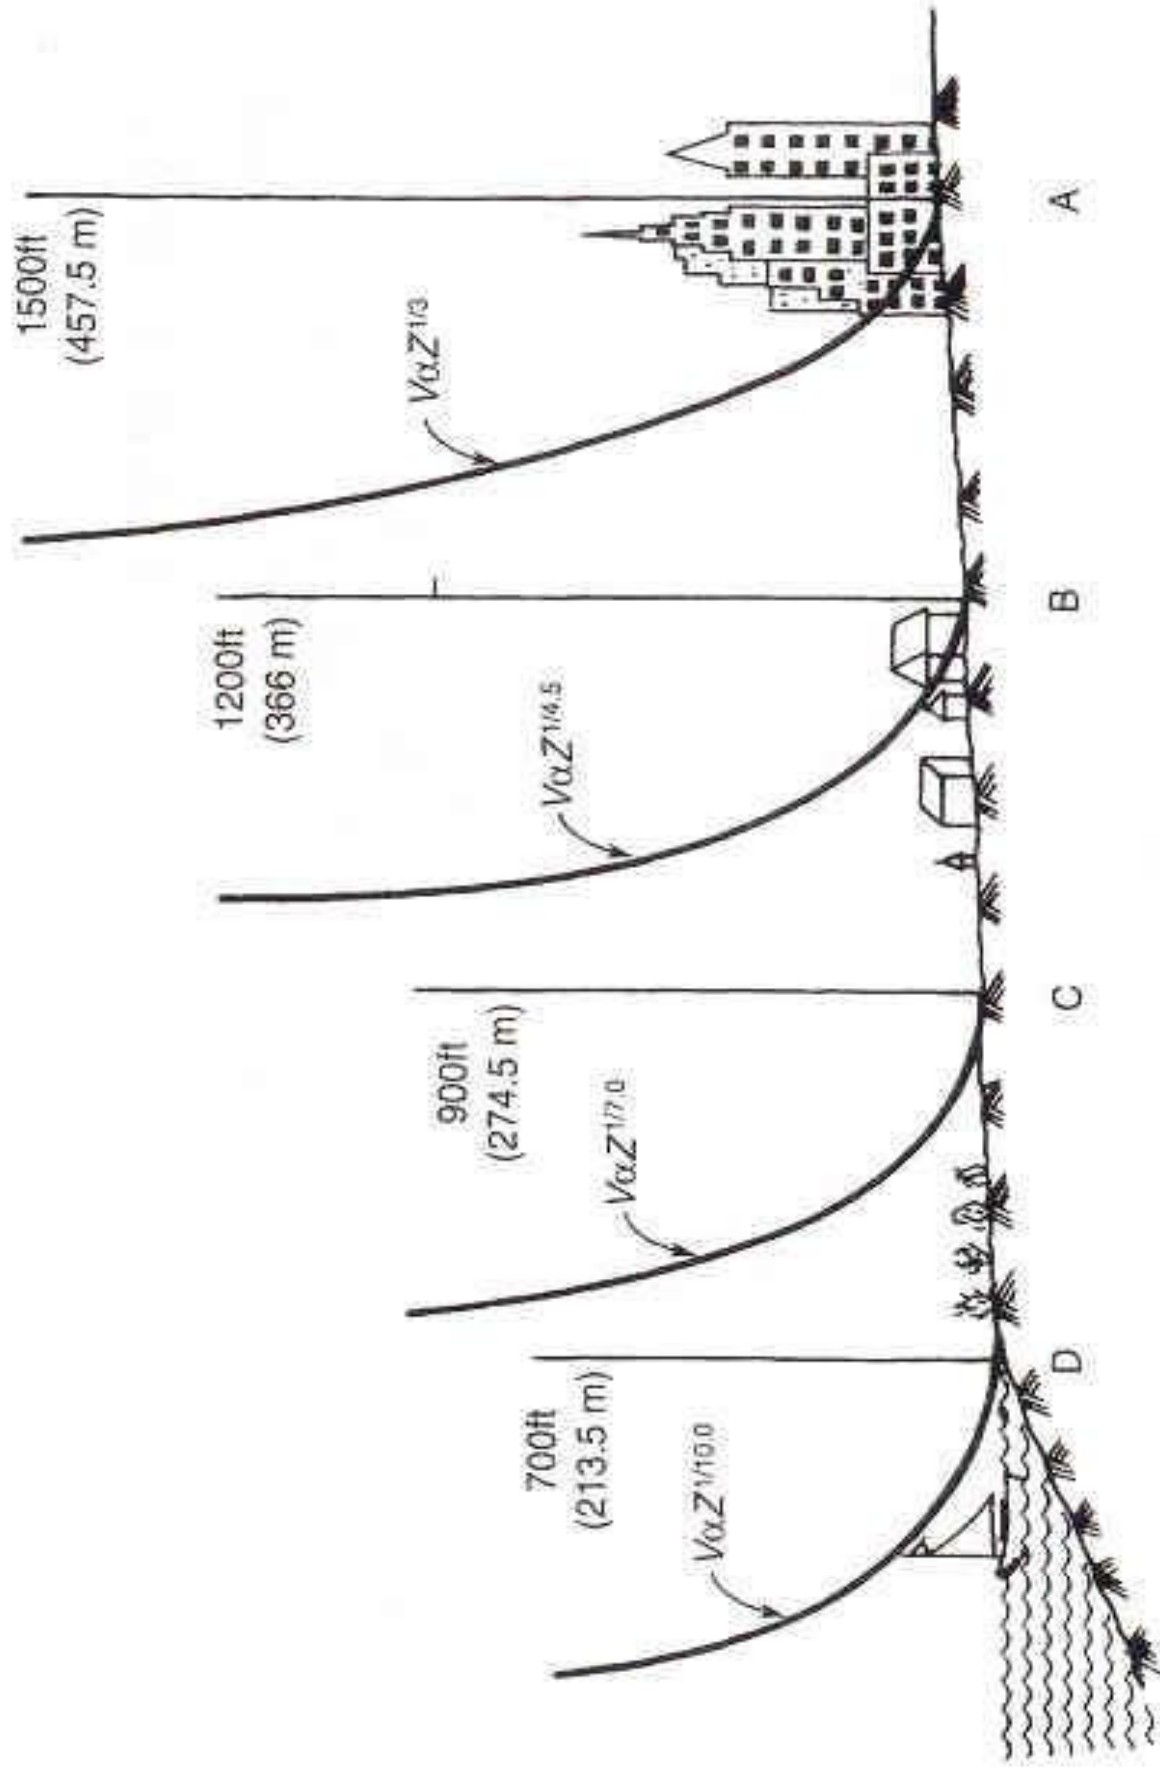 1500ft
(457.5 m)
VαZ1/3
A
1200ft
(366 m)
VαZ1/4.5
B
900ft
(274.5 m)
VαZ1/7.0
C
700ft
(213.5 m)
VαZ1/10.0
D